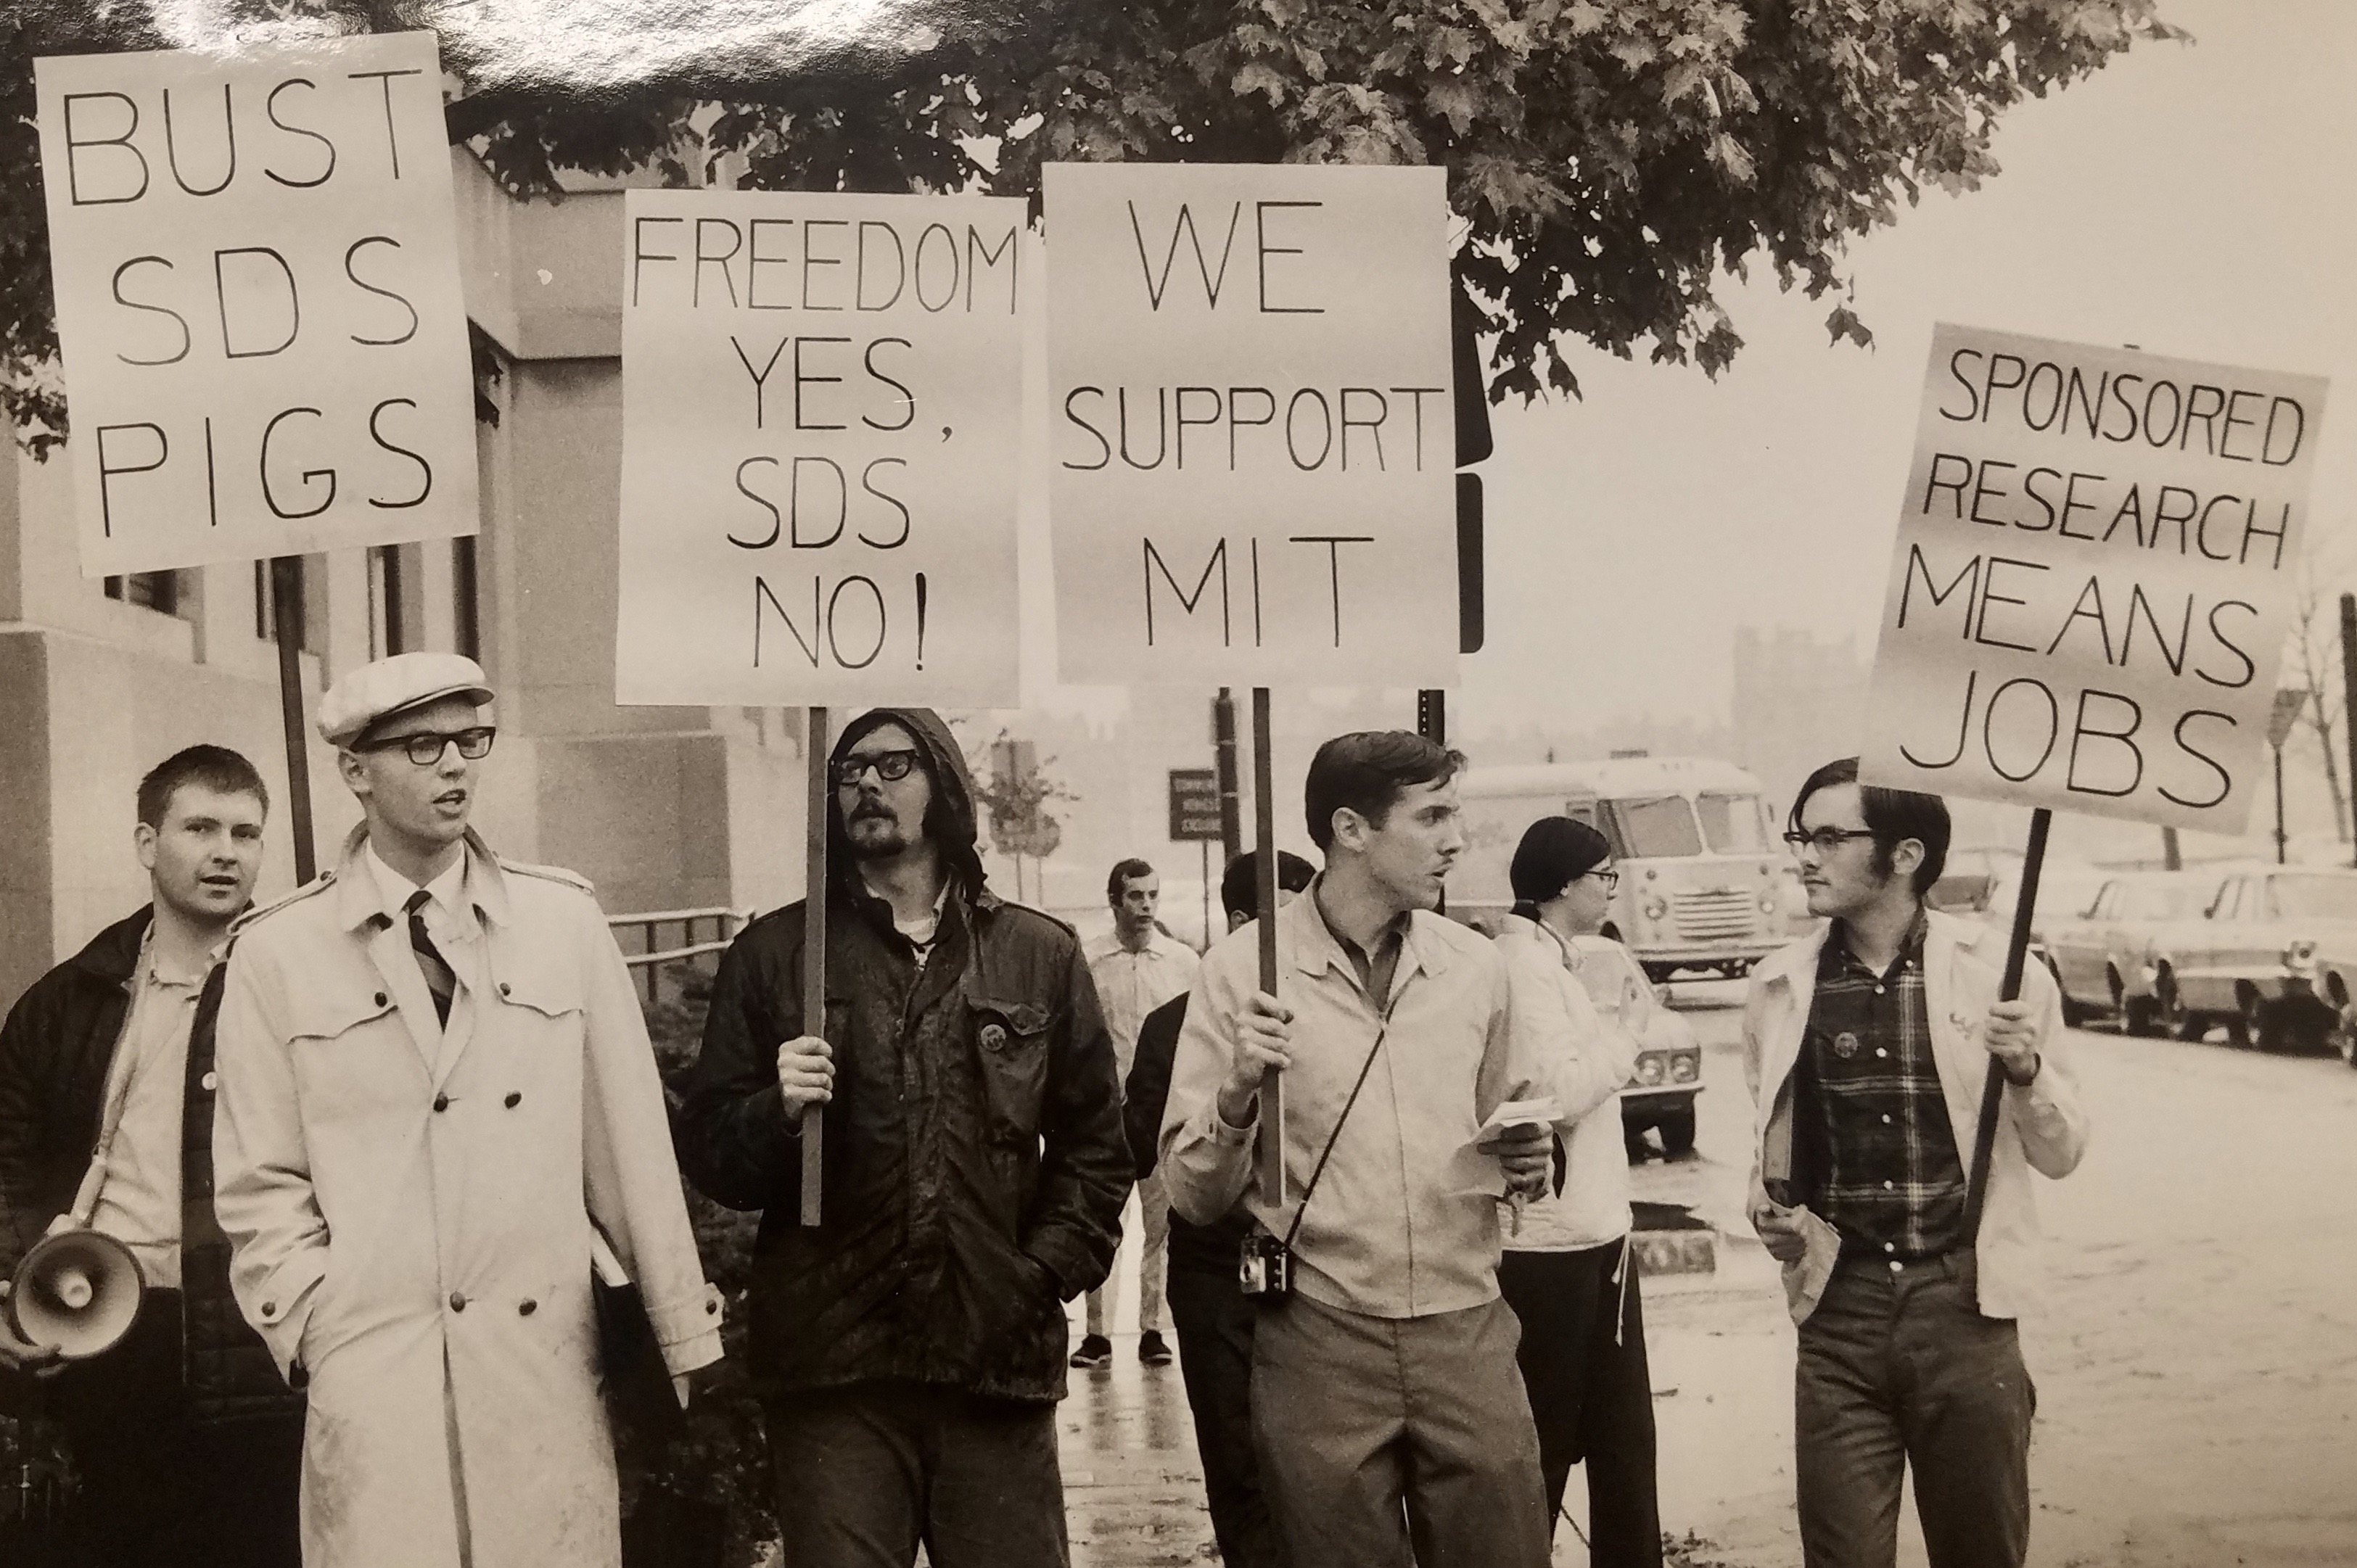 BUST
SDS
PIGS
FREEDOM
YES,
SDS
NO!
WE
SUPPORT
MIT
SPONSORED
RESEARCH
MEANS
JOBS